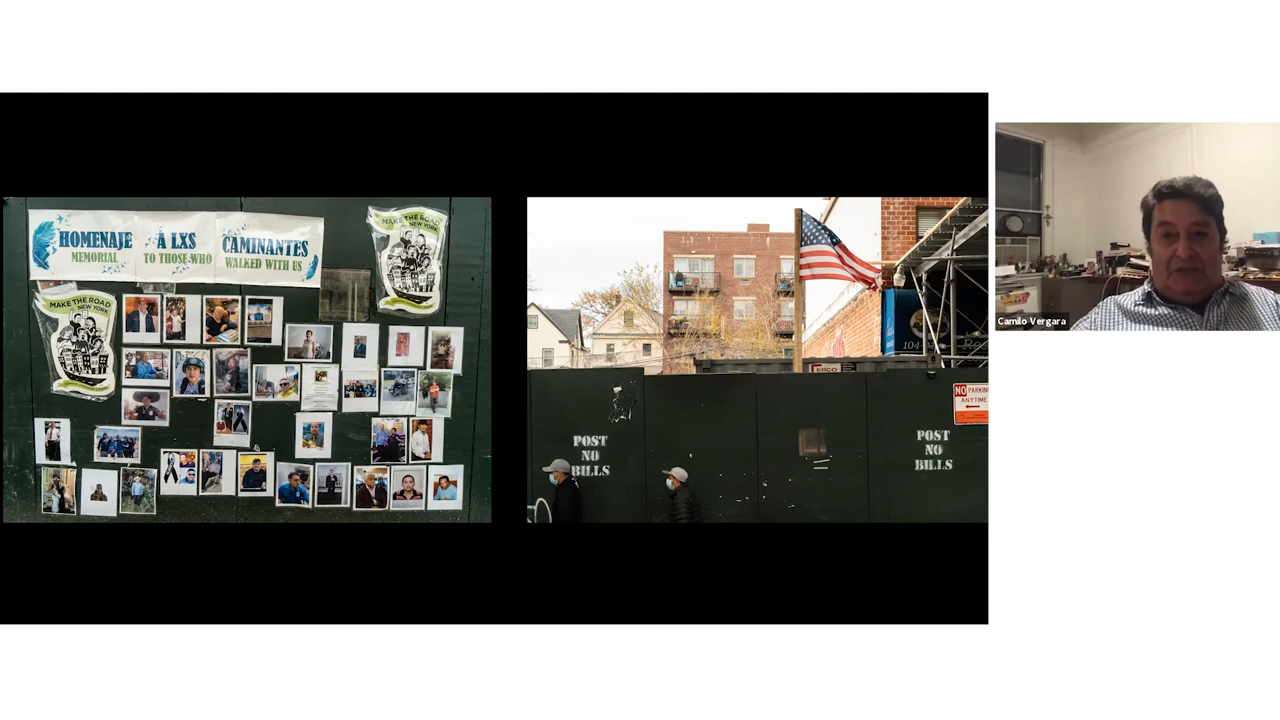 HOMENAJE
MEMORIAL
A LXS
TO THOSE WHO
CAMINANTES
WALKED WITH US
MAKE THE ROAD
NEW YORK
MAKE THE ROAD
NEW YORK
POST
NO
BILLS
POST
NO
BILLS
NO PARKING
ANYTIME
104-
Camilo Vergara